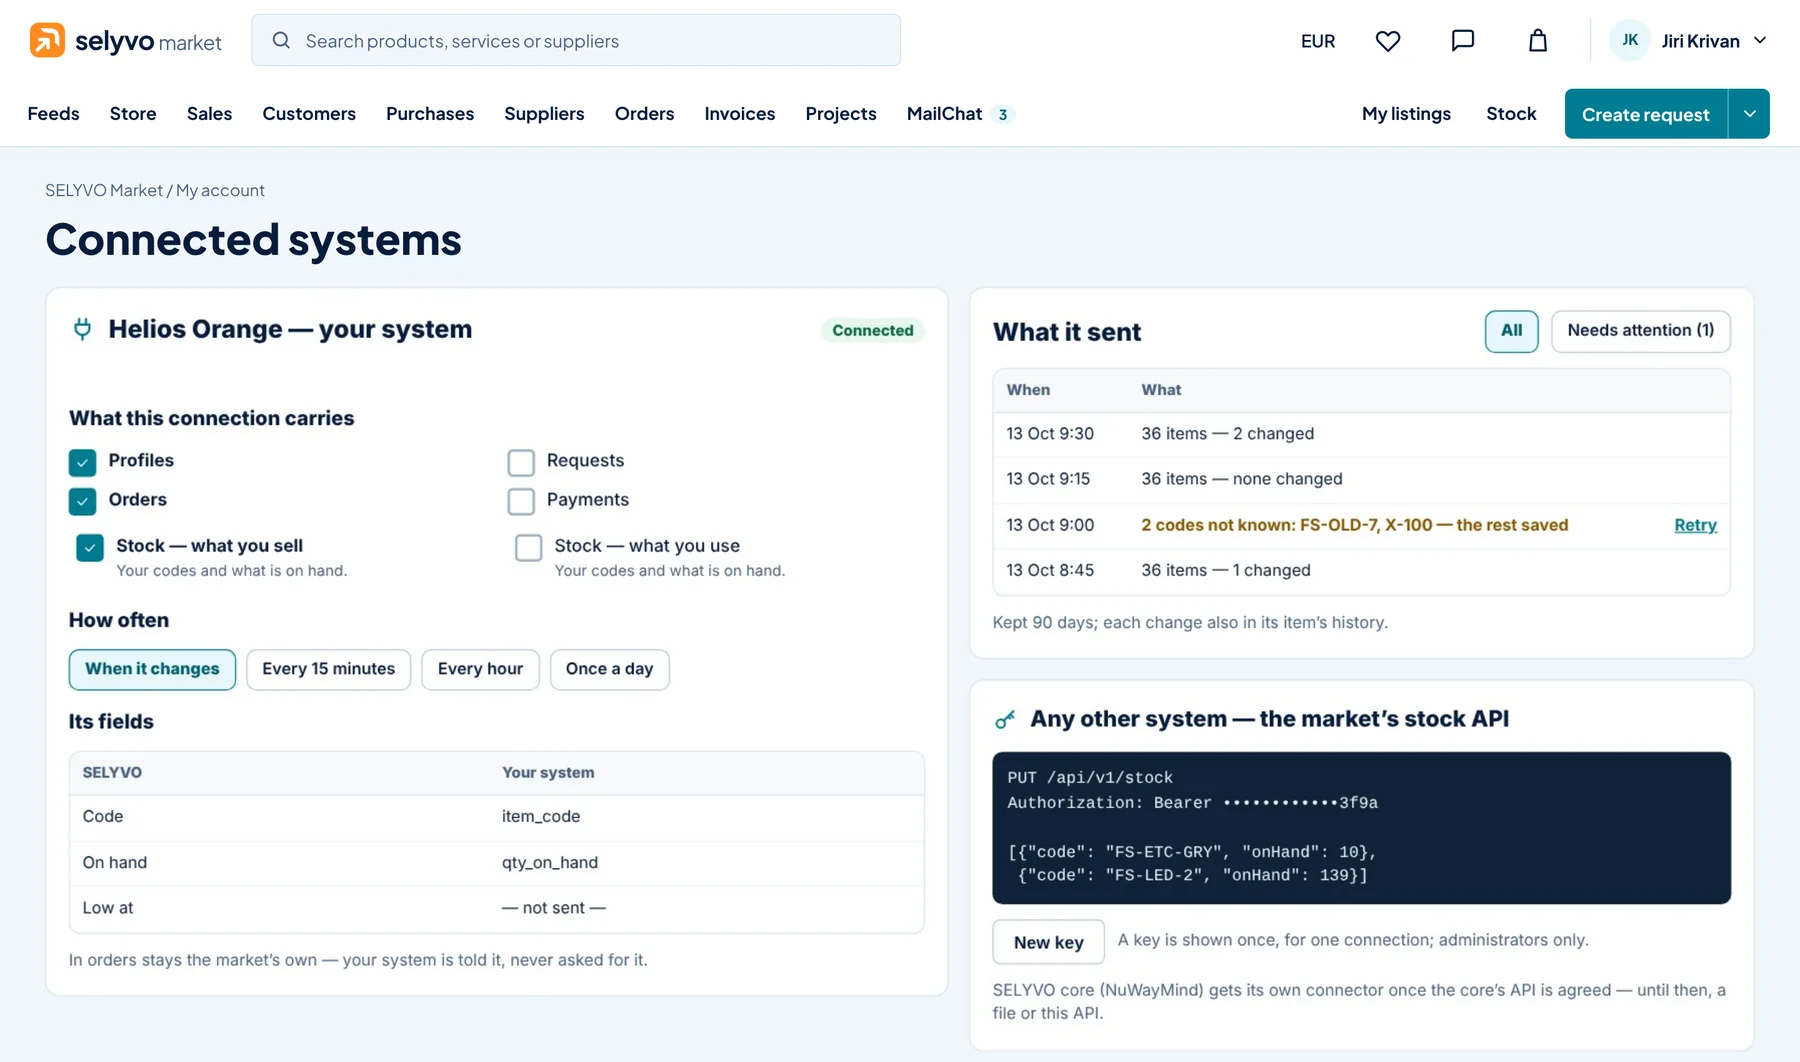 selyvo market
Search products, services or suppliers
EUR
JK
Jiri Krivan
Feeds
Store
Sales
Customers
Purchases
Suppliers
Orders
Invoices
Projects
MailChat 3
My listings
Stock
Create request
SELYVO Market / My account
Connected systems
Helios Orange — your system
Connected
What this connection carries
Profiles
Requests
Orders
Payments
Stock — what you sell
Your codes and what is on hand.
Stock — what you use
Your codes and what is on hand.
How often
When it changes
Every 15 minutes
Every hour
Once a day
Its fields
SELYVO Your system
Code item_code
On hand qty_on_hand
Low at — not sent —
In orders stays the market's own — your system is told it, never asked for it.
What it sent
All
Needs attention (1)
When What
13 Oct 9:30 36 items — 2 changed
13 Oct 9:15 36 items — none changed
13 Oct 9:00 2 codes not known: FS-OLD-7, X-100 — the rest saved Retry
13 Oct 8:45 36 items — 1 changed
Kept 90 days; each change also in its item's history.
Any other system — the market's stock API
PUT /api/v1/stock
Authorization: Bearer ••••••••••••3f9a
[{"code": "FS-ETC-GRY", "onHand": 10},
{"code": "FS-LED-2", "onHand": 139}]
New key
A key is shown once, for one connection; administrators only.
SELYVO core (NuWayMind) gets its own connector once the core's API is agreed — until then, a
file or this API.